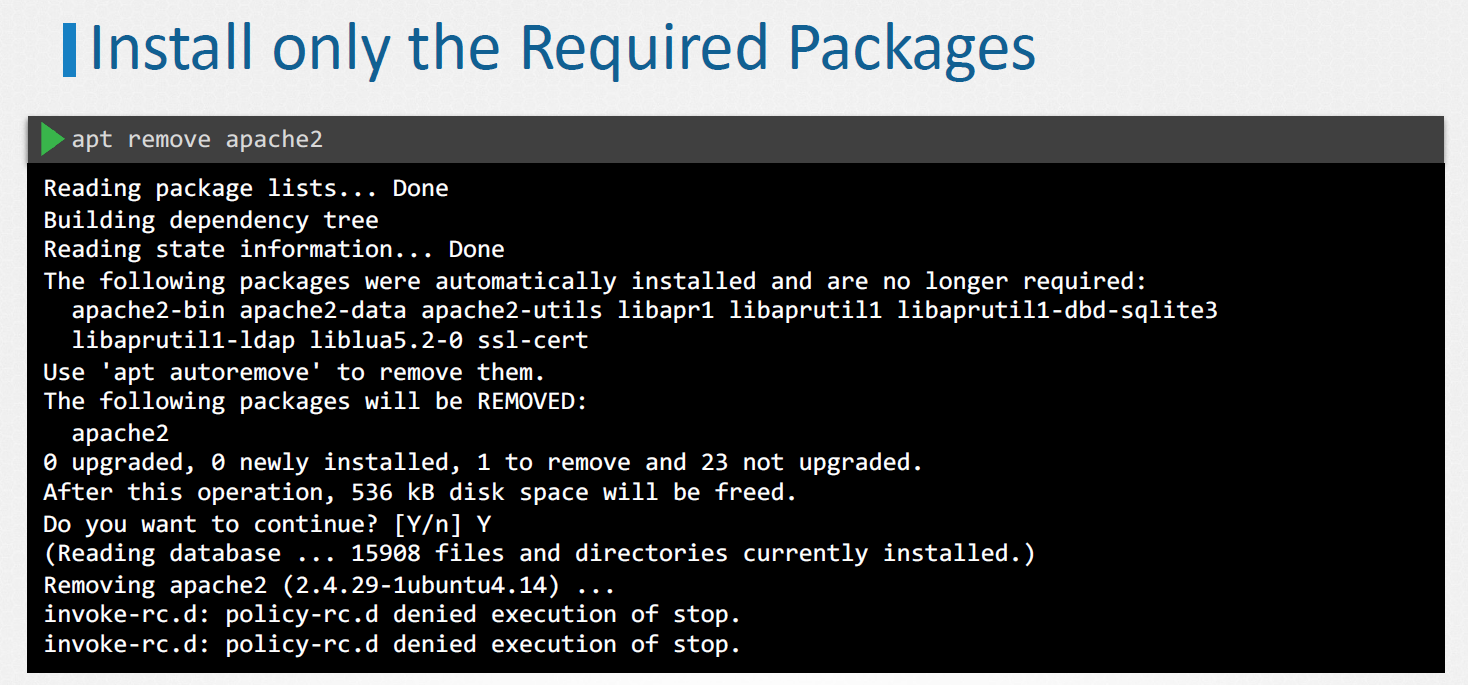 Install only the Required Packages
apt remove apache2
Reading package lists... Done
Building dependency tree
Reading state information... Done
The following packages were automatically installed and are no longer required:
  apache2-bin apache2-data apache2-utils libapr1 libaprutil1 libaprutil1-dbd-sqlite3
  libaprutil1-ldap liblua5.2-0 ssl-cert
Use 'apt autoremove' to remove them.
The following packages will be REMOVED:
  apache2
0 upgraded, 0 newly installed, 1 to remove and 23 not upgraded.
After this operation, 536 kB disk space will be freed.
Do you want to continue? [Y/n] Y
(Reading database ... 15908 files and directories currently installed.)
Removing apache2 (2.4.29-1ubuntu4.14) ...
invoke-rc.d: policy-rc.d denied execution of stop.
invoke-rc.d: policy-rc.d denied execution of stop.